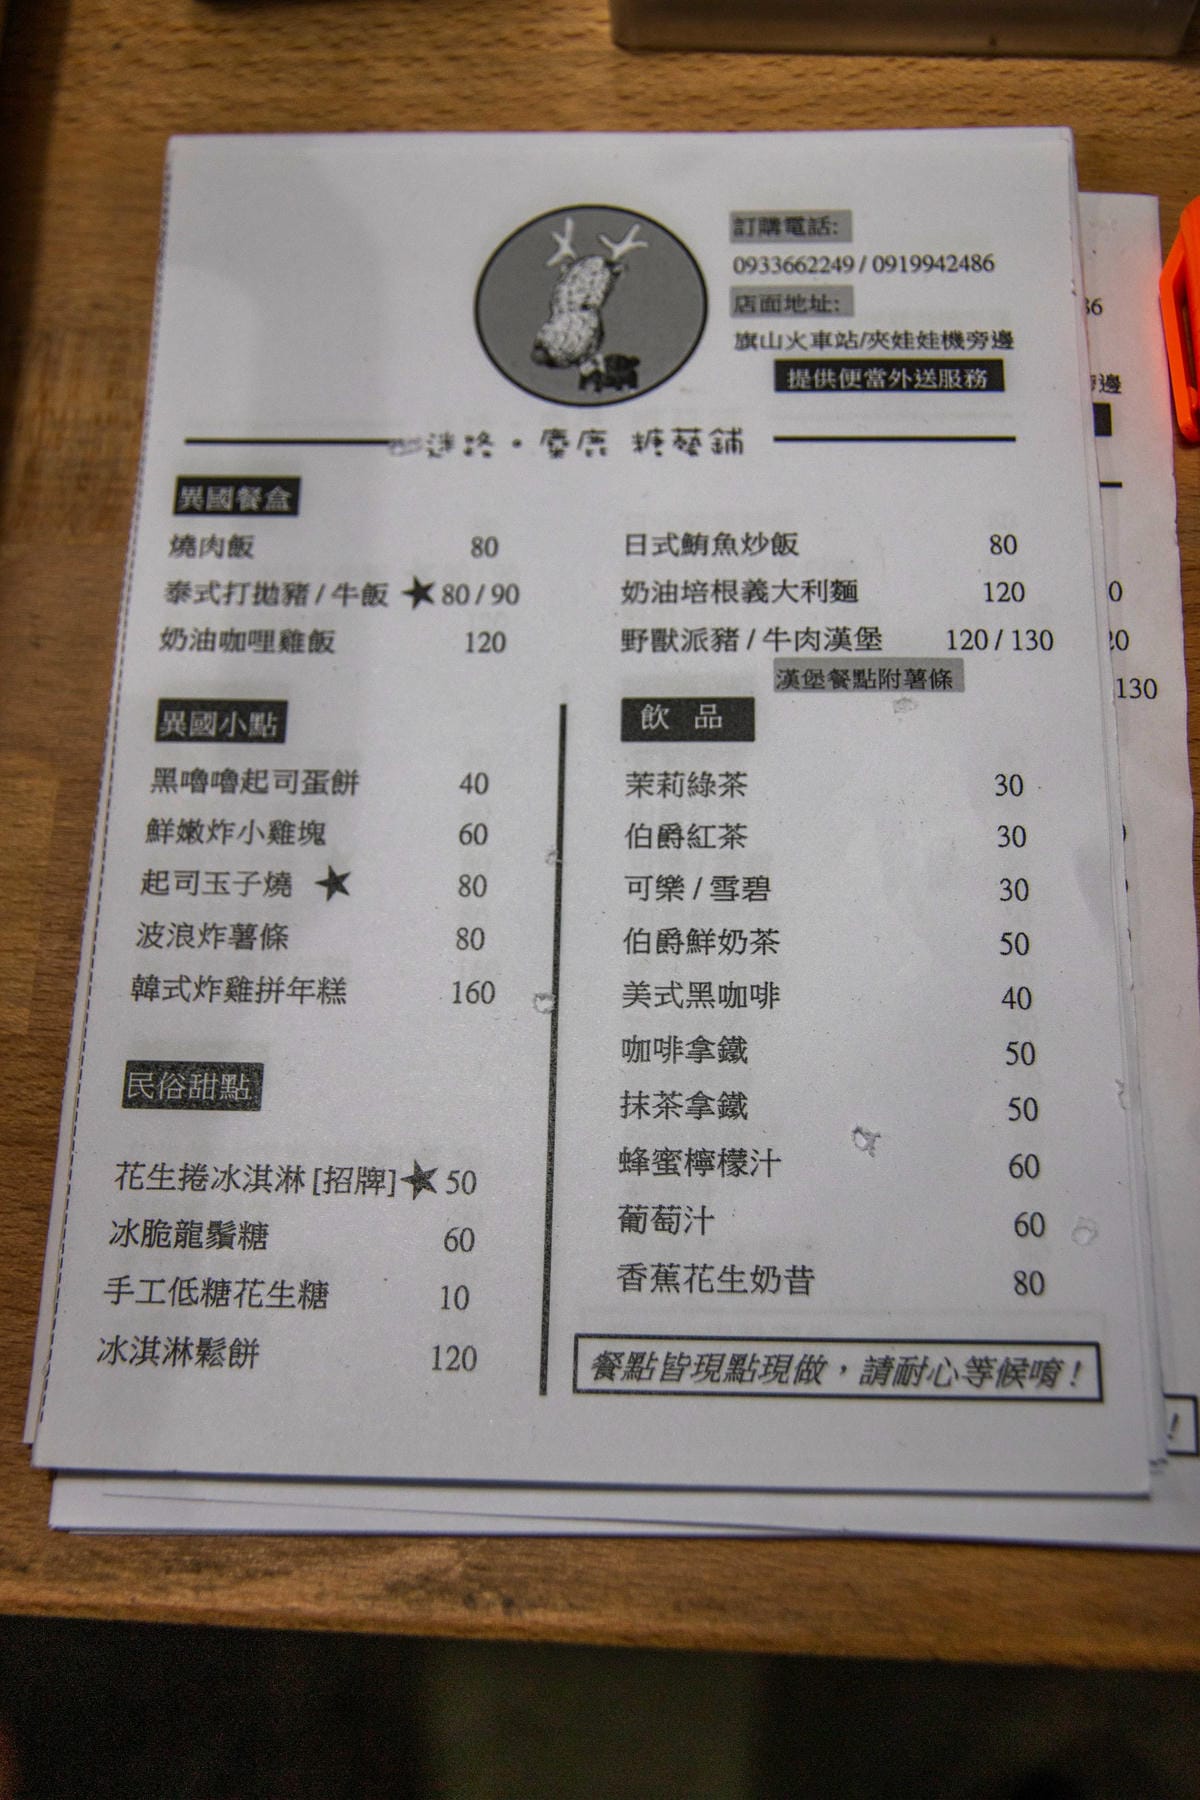 訂購電話:
0933662249 / 0919942486
店面地址:
旗山火車站/夾娃娃機旁邊
提供便當外送服務
迷路。麋鹿 糖藝鋪
異國餐盒
燒肉飯 80
泰式打拋豬 / 牛飯 ★ 80 / 90
奶油咖哩雞飯 120
日式鮪魚炒飯 80
奶油培根義大利麵 120
野獸派豬 / 牛肉漢堡 120 / 130
漢堡餐點附薯條
異國小點
黑嚕嚕起司蛋餅 40
鮮嫩炸小雞塊 60
起司玉子燒 ★ 80
波浪炸薯條 80
韓式炸雞拼年糕 160
民俗甜點
花生捲冰淇淋 [招牌] ★ 50
冰脆龍鬚糖 60
手工低糖花生糖 10
冰淇淋鬆餅 120
飲 品
茉莉綠茶 30
伯爵紅茶 30
可樂 / 雪碧 30
伯爵鮮奶茶 50
美式黑咖啡 40
咖啡拿鐵 50
抹茶拿鐵 50
蜂蜜檸檬汁 60
葡萄汁 60
香蕉花生奶昔 80
餐點皆現點現做，請耐心等候唷！